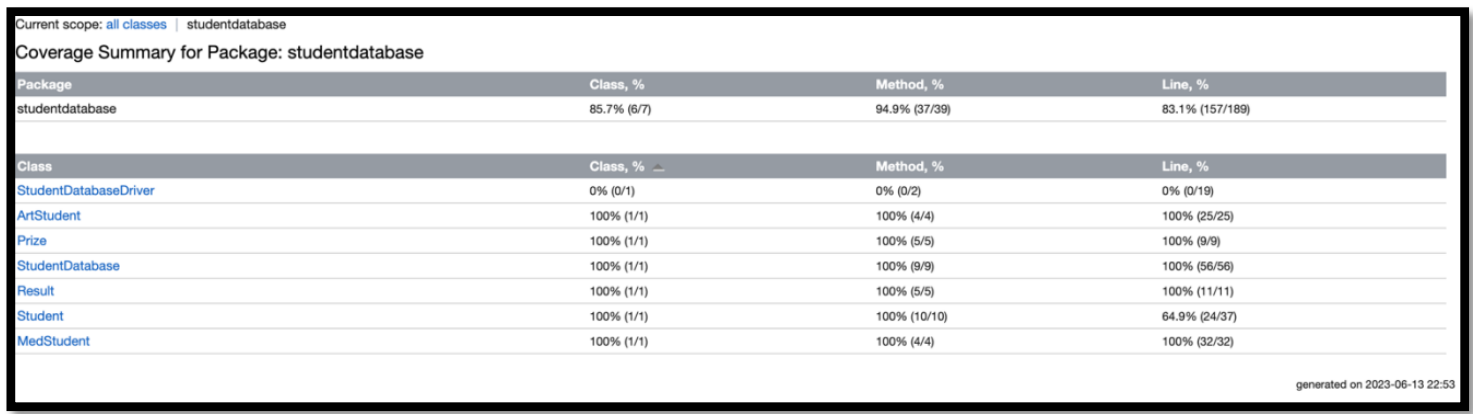 Current scope: all classes | studentdatabase
Coverage Summary for Package: studentdatabase
Package Class, % Method, % Line, %
studentdatabase 85.7% (6/7) 94.9% (37/39) 83.1% (157/189)
Class Class, % Method, % Line, %
StudentDatabaseDriver 0% (0/1) 0% (0/2) 0% (0/19)
ArtStudent 100% (1/1) 100% (4/4) 100% (25/25)
Prize 100% (1/1) 100% (5/5) 100% (9/9)
StudentDatabase 100% (1/1) 100% (9/9) 100% (56/56)
Result 100% (1/1) 100% (5/5) 100% (11/11)
Student 100% (1/1) 100% (10/10) 64.9% (24/37)
MedStudent 100% (1/1) 100% (4/4) 100% (32/32)
generated on 2023-06-13 22:53